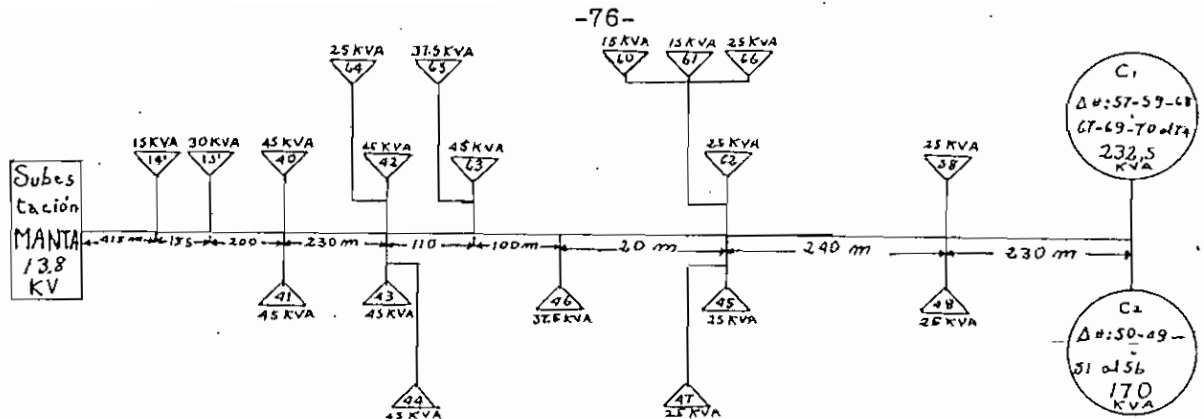 -76-
15 KVA
15 KVA
25 KVA
60
61
66
25 KVA
37.5 KVA
64
65
15 KVA
30 KVA
45 KVA
45 KVA
45 KVA
25 KVA
25 KVA
14'
13'
40
42
63
62
38
Subes
tación
MANTA
13,8
KV
415 m
155
200
230 m
110
100 m
20 m
240 m
230 m
41
45 KVA
43
45 KVA
46
37.5 KVA
45
25 KVA
48
25 KVA
44
45 KVA
47
25 KVA
C1
Δ #: 57-59-68
67-69-70 al 74
232,5
KVA
C2
Δ #: 50-49-
51 al 56
170
KVA